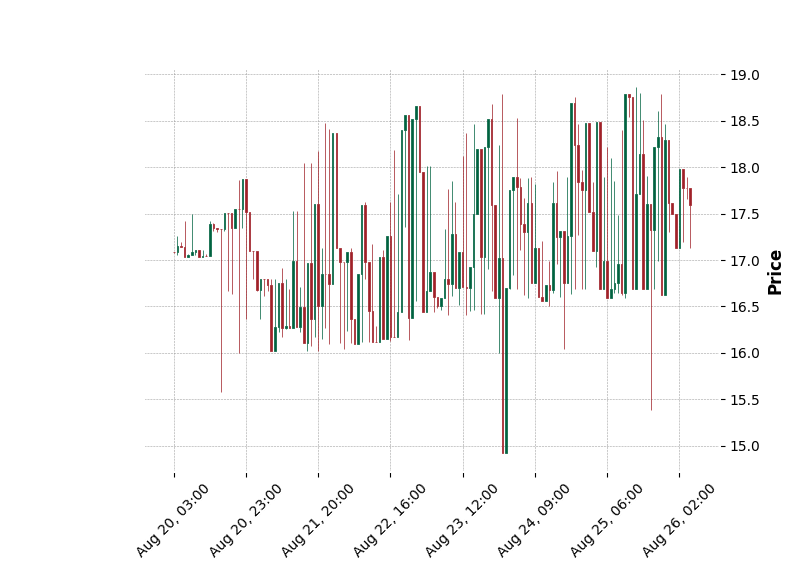 19.0
18.5
18.0
17.5
17.0
16.5
16.0
15.5
15.0
Price
Aug 20, 03:00
Aug 20, 23:00
Aug 21, 20:00
Aug 22, 16:00
Aug 23, 12:00
Aug 24, 09:00
Aug 25, 06:00
Aug 26, 02:00